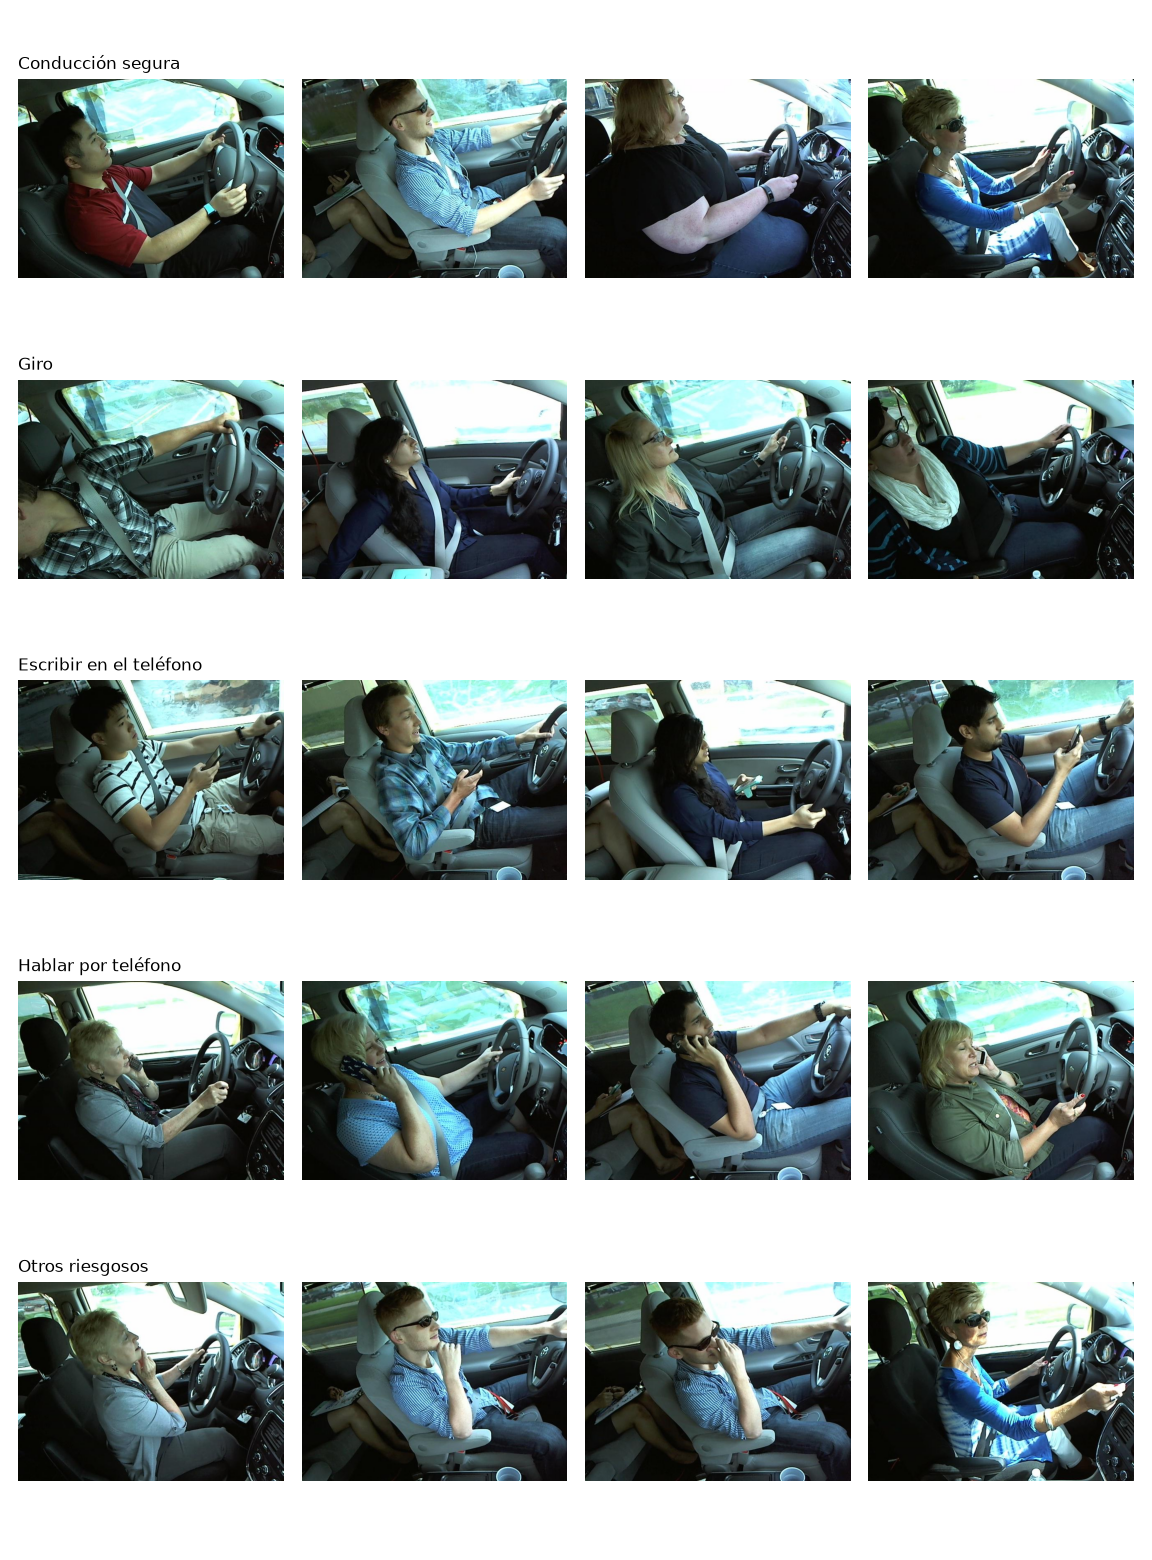 Conducción segura
Giro
Escribir en el teléfono
Hablar por teléfono
Otros riesgosos